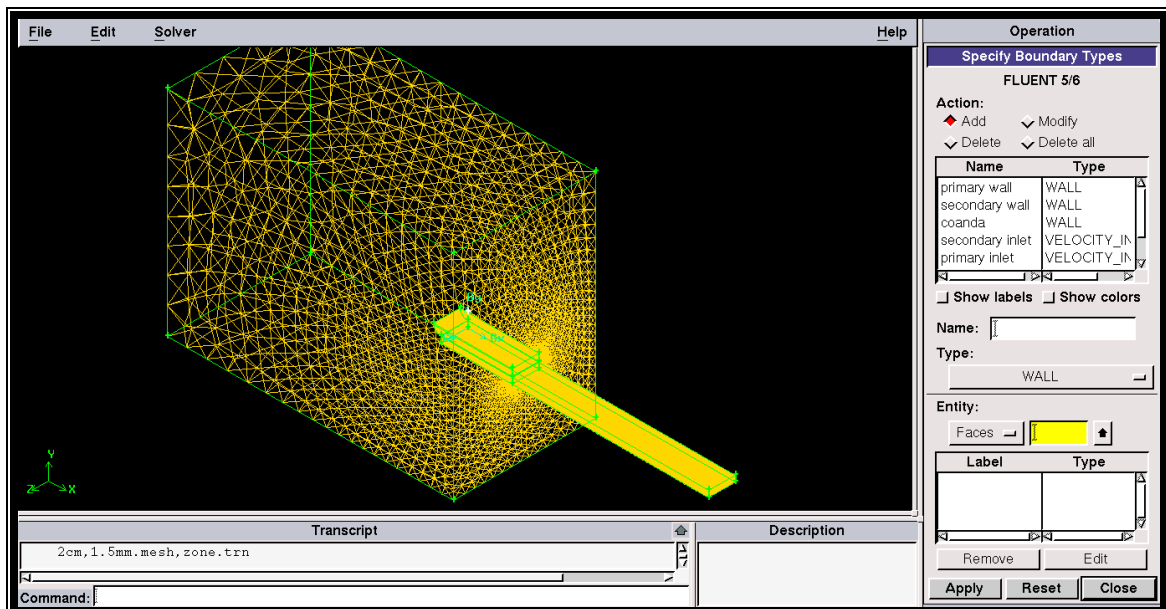 File Edit Solver Help
Operation
Specify Boundary Types
FLUENT 5/6
Action:
Add Modify
Delete Delete all
Name Type
primary wall WALL
secondary wall WALL
coanda WALL
secondary inlet VELOCITY_IN
primary inlet VELOCITY_IN
Show labels Show colors
Name:
Type:
WALL
Entity:
Faces
Label Type
Remove Edit
Apply Reset Close
Y
Z X
Transcript
2cm,1.5mm.mesh,zone.trn
Command:
Description